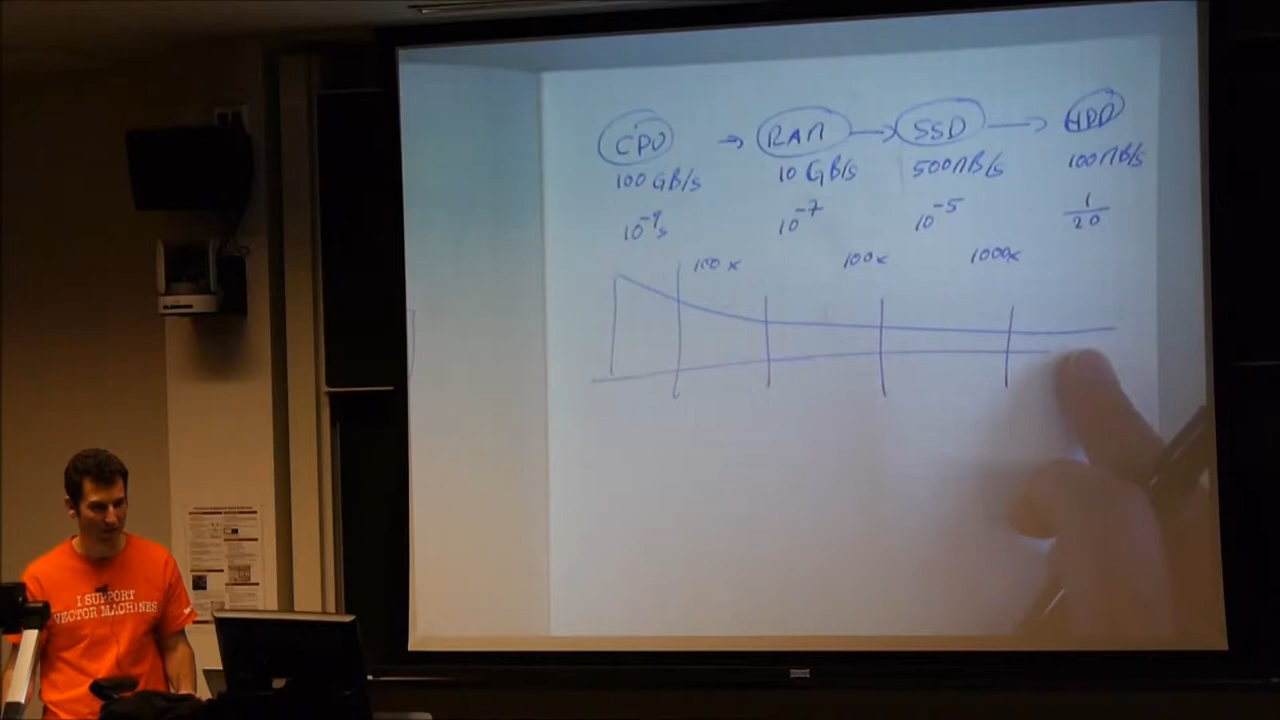 CPU → RAM → SSD → HDD
100 GB/s 10 GB/s 500MB/s 100MB/s
10⁻⁹s 10⁻⁷ 10⁻⁵ 1/20
100x 100x 1000x
I SUPPORT
VECTOR MACHINES